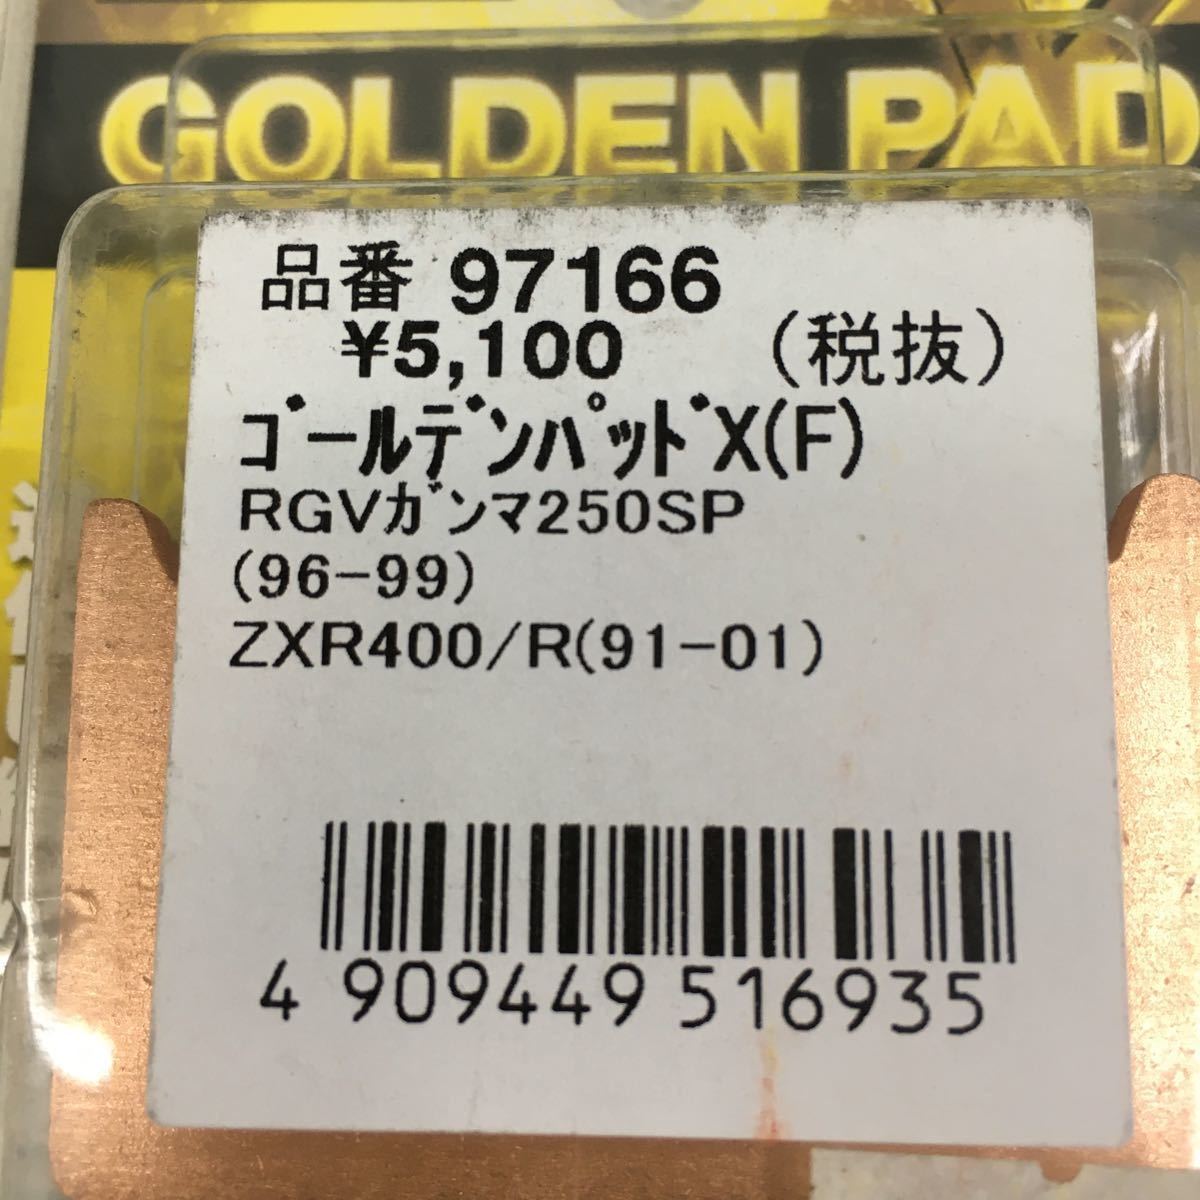 GOLDEN PAD
品番 97166
¥5,100 (税抜)
ｺﾞｰﾙﾃﾞﾝﾊﾟｯﾄﾞX(F)
RGVｶﾞﾝﾏ250SP
(96-99)
ZXR400/R(91-01)
4 909449 516935